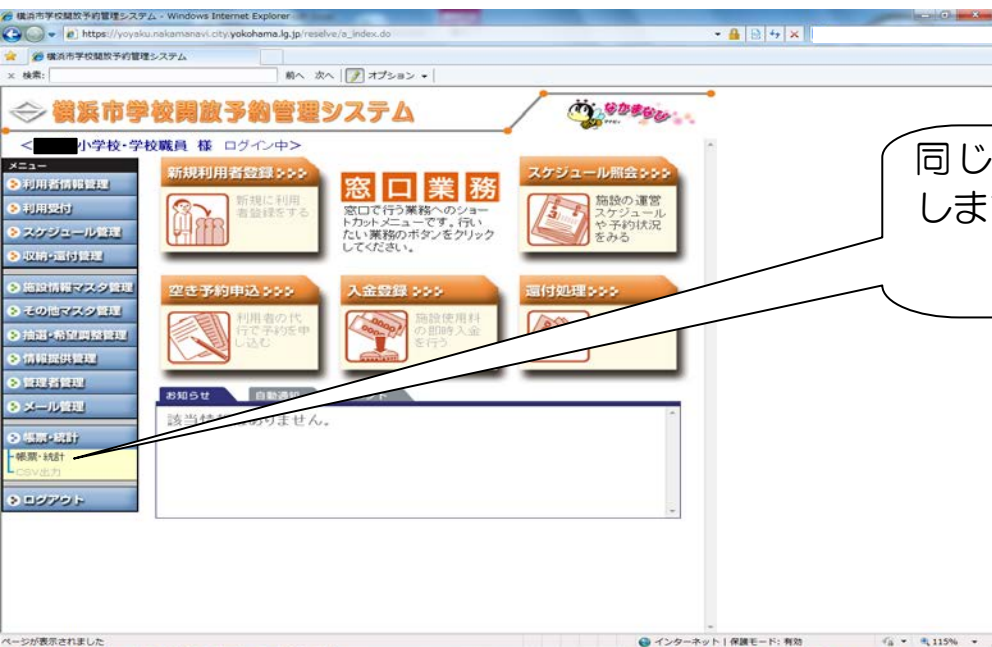 横浜市学校開放予約管理システム - Windows Internet Explorer
https://yoyaku.nakamanavi.city.yokohama.lg.jp/reselve/a_index.do
横浜市学校開放予約管理システム
× 検索:
前へ 次へ オプション
横浜市学校開放予約管理システム
なかまなび
< 小学校・学校職員 様 ログイン中>
メニュー
利用者情報管理
利用受付
スケジュール管理
収納・還付管理
施設情報マスタ管理
その他マスタ管理
抽選・希望調整管理
情報提供管理
管理者管理
メール管理
帳票・統計
帳票・統計
CSV出力
ログアウト
新規利用者登録>>>
新規に利用
者登録をする
窓口業務
窓口で行う業務へのショー
トカットメニューです。行い
たい業務のボタンをクリック
してください。
スケジュール照会>>>
施設の運営
スケジュール
や予約状況
をみる
空き予約申込>>>
利用者の代
行で予約を申
し込む
入金登録>>>
施設使用料
の即時入金
を行う
還付処理>>>
お知らせ
自動通知
該当情報はありません。
同じ
しま
ページが表示されました
インターネット | 保護モード: 有効
115%